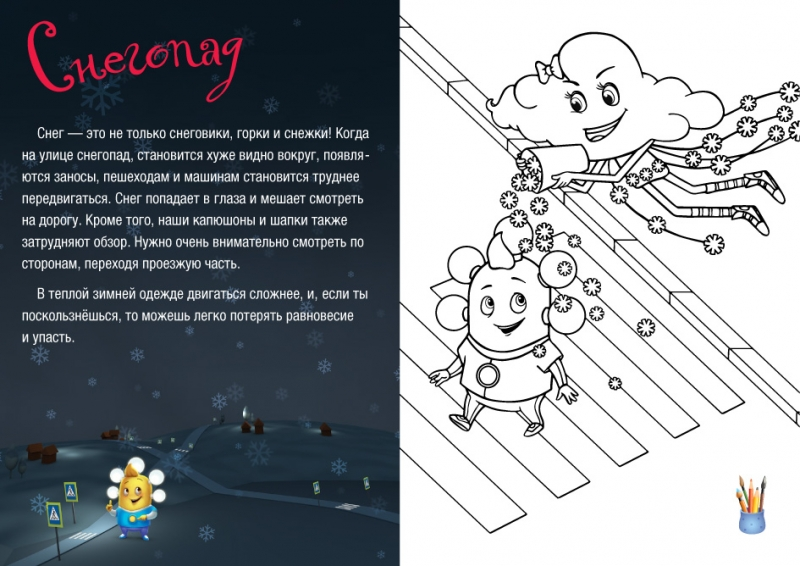 Снегопад
Снег — это не только снеговики, горки и снежки! Когда
на улице снегопад, становится хуже видно вокруг, появля-
ются заносы, пешеходам и машинам становится труднее
передвигаться. Снег попадает в глаза и мешает смотреть
на дорогу. Кроме того, наши капюшоны и шапки также
затрудняют обзор. Нужно очень внимательно смотреть по
сторонам, переходя проезжую часть.
В теплой зимней одежде двигаться сложнее, и, если ты
поскользнёшься, то можешь легко потерять равновесие
и упасть.